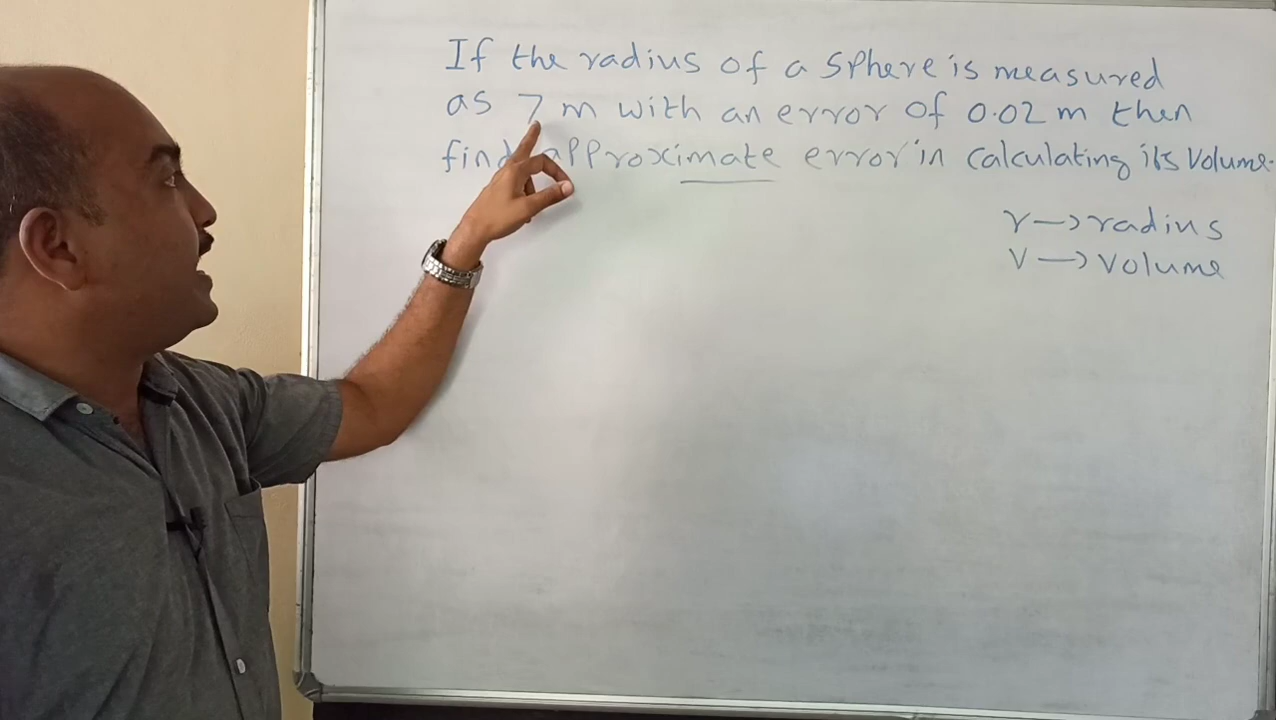 If the radius of a sphere is measured
as 7 m with an error of 0.02 m then
find approximate error in calculating its volume.
r → radius
V → volume